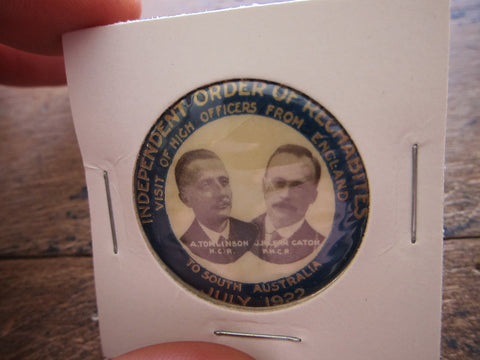 INDEPENDENT ORDER OF RECHABITES
VISIT OF HIGH OFFICERS FROM ENGLAND
A. TOMLINSON
H.C.R.
CATON
P.H.C.R.
TO SOUTH AUSTRALIA
JULY 1922